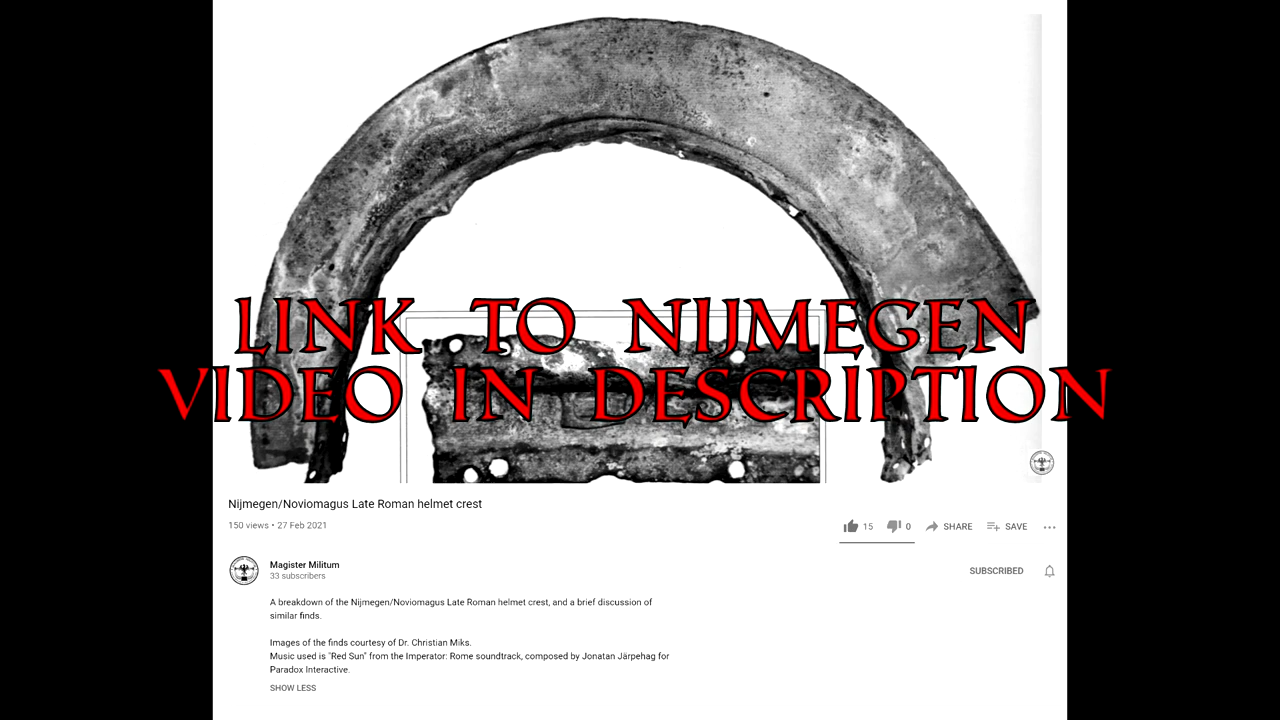 LINK TO NIJMEGEN
VIDEO IN DESCRIPTION
Nijmegen/Noviomagus Late Roman helmet crest
150 views • 27 Feb 2021
15 0 SHARE SAVE
Magister Militum
33 subscribers
SUBSCRIBED
A breakdown of the Nijmegen/Noviomagus Late Roman helmet crest, and a brief discussion of
similar finds.
Images of the finds courtesy of Dr. Christian Miks.
Music used is "Red Sun" from the Imperator: Rome soundtrack, composed by Jonatan Järpehag for
Paradox Interactive.
SHOW LESS